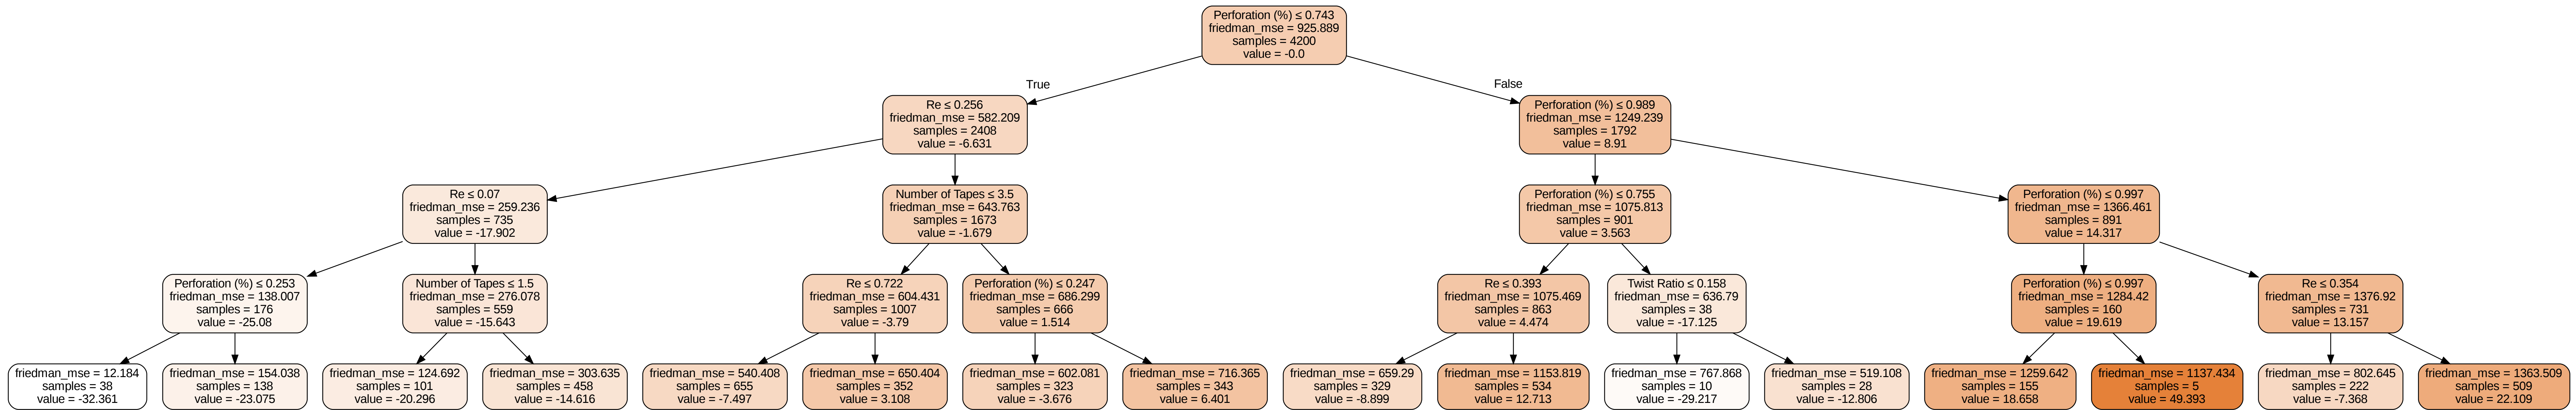 Perforation (%) ≤ 0.743
friedman_mse = 925.889
samples = 4200
value = -0.0
True
False
Re ≤ 0.256
friedman_mse = 582.209
samples = 2408
value = -6.631
Perforation (%) ≤ 0.989
friedman_mse = 1249.239
samples = 1792
value = 8.91
Re ≤ 0.07
friedman_mse = 259.236
samples = 735
value = -17.902
Number of Tapes ≤ 3.5
friedman_mse = 643.763
samples = 1673
value = -1.679
Perforation (%) ≤ 0.755
friedman_mse = 1075.813
samples = 901
value = 3.563
Perforation (%) ≤ 0.997
friedman_mse = 1366.461
samples = 891
value = 14.317
Perforation (%) ≤ 0.253
friedman_mse = 138.007
samples = 176
value = -25.08
Number of Tapes ≤ 1.5
friedman_mse = 276.078
samples = 559
value = -15.643
Re ≤ 0.722
friedman_mse = 604.431
samples = 1007
value = -3.79
Perforation (%) ≤ 0.247
friedman_mse = 686.299
samples = 666
value = 1.514
Re ≤ 0.393
friedman_mse = 1075.469
samples = 863
value = 4.474
Twist Ratio ≤ 0.158
friedman_mse = 636.79
samples = 38
value = -17.125
Perforation (%) ≤ 0.997
friedman_mse = 1284.42
samples = 160
value = 19.619
Re ≤ 0.354
friedman_mse = 1376.92
samples = 731
value = 13.157
friedman_mse = 12.184
samples = 38
value = -32.361
friedman_mse = 154.038
samples = 138
value = -23.075
friedman_mse = 124.692
samples = 101
value = -20.296
friedman_mse = 303.635
samples = 458
value = -14.616
friedman_mse = 540.408
samples = 655
value = -7.497
friedman_mse = 650.404
samples = 352
value = 3.108
friedman_mse = 602.081
samples = 323
value = -3.676
friedman_mse = 716.365
samples = 343
value = 6.401
friedman_mse = 659.29
samples = 329
value = -8.899
friedman_mse = 1153.819
samples = 534
value = 12.713
friedman_mse = 767.868
samples = 10
value = -29.217
friedman_mse = 519.108
samples = 28
value = -12.806
friedman_mse = 1259.642
samples = 155
value = 18.658
friedman_mse = 1137.434
samples = 5
value = 49.393
friedman_mse = 802.645
samples = 222
value = -7.368
friedman_mse = 1363.509
samples = 509
value = 22.109